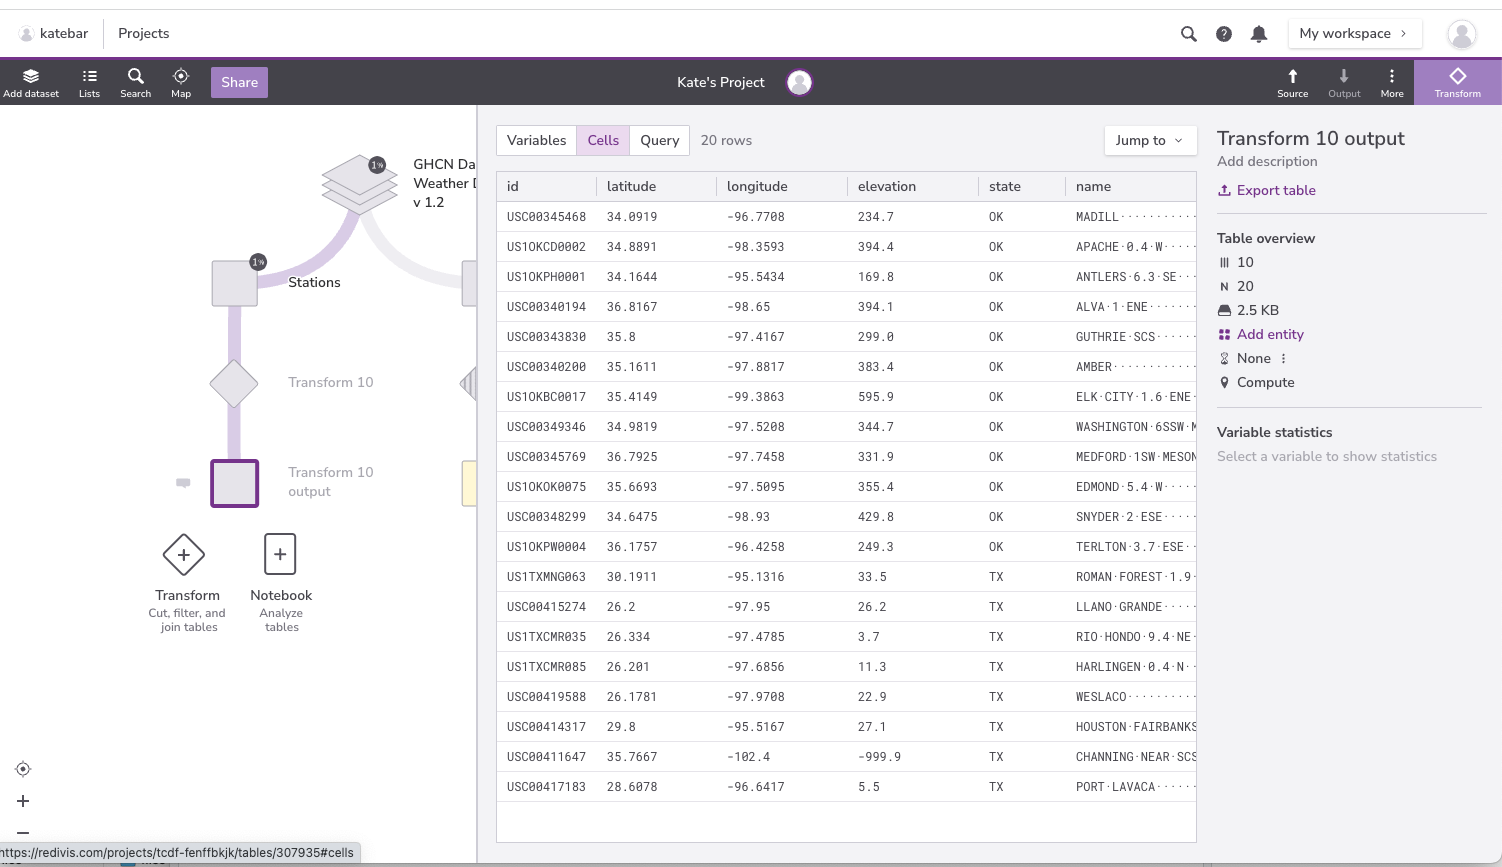 katebar Projects
My workspace
Add dataset Lists Search Map Share
Kate's Project
Source Output More Transform
GHCN Da
Weather D
v 1.2
1%
1%
Stations
Transform 10
Transform 10
output
Transform
Cut, filter, and
join tables
Notebook
Analyze
tables
Variables Cells Query 20 rows
Jump to
id latitude longitude elevation state name
USC00345468 34.0919 -96.7708 234.7 OK MADILL··········
US1OKCD0002 34.8891 -98.3593 394.4 OK APACHE·0.4·W·····
US1OKPH0001 34.1644 -95.5434 169.8 OK ANTLERS·6.3·SE···
USC00340194 36.8167 -98.65 394.1 OK ALVA·1·ENE·······
USC00343830 35.8 -97.4167 299.0 OK GUTHRIE·SCS······
USC00340200 35.1611 -97.8817 383.4 OK AMBER············
US1OKBC0017 35.4149 -99.3863 595.9 OK ELK·CITY·1.6·ENE·
USC00349346 34.9819 -97.5208 344.7 OK WASHINGTON·6SSW·M
USC00345769 36.7925 -97.7458 331.9 OK MEDFORD·1SW·MESON
US1OKOK0075 35.6693 -97.5095 355.4 OK EDMOND·5.4·W·····
USC00348299 34.6475 -98.93 429.8 OK SNYDER·2·ESE·····
US1OKPW0004 36.1757 -96.4258 249.3 OK TERLTON·3.7·ESE··
US1TXMNG063 30.1911 -95.1316 33.5 TX ROMAN·FOREST·1.9·
USC00415274 26.2 -97.95 26.2 TX LLANO·GRANDE·····
US1TXCMR035 26.334 -97.4785 3.7 TX RIO·HONDO·9.4·NE·
US1TXCMR085 26.201 -97.6856 11.3 TX HARLINGEN·0.4·N··
USC00419588 26.1781 -97.9708 22.9 TX WESLACO··········
USC00414317 29.8 -95.5167 27.1 TX HOUSTON·FAIRBANKS
USC00411647 35.7667 -102.4 -999.9 TX CHANNING·NEAR·SCS
USC00417183 28.6078 -96.6417 5.5 TX PORT·LAVACA······
Transform 10 output
Add description
Export table
Table overview
10
N 20
2.5 KB
Add entity
None
Compute
Variable statistics
Select a variable to show statistics
https://redivis.com/projects/tcdf-fenffbkjk/tables/307935#cells